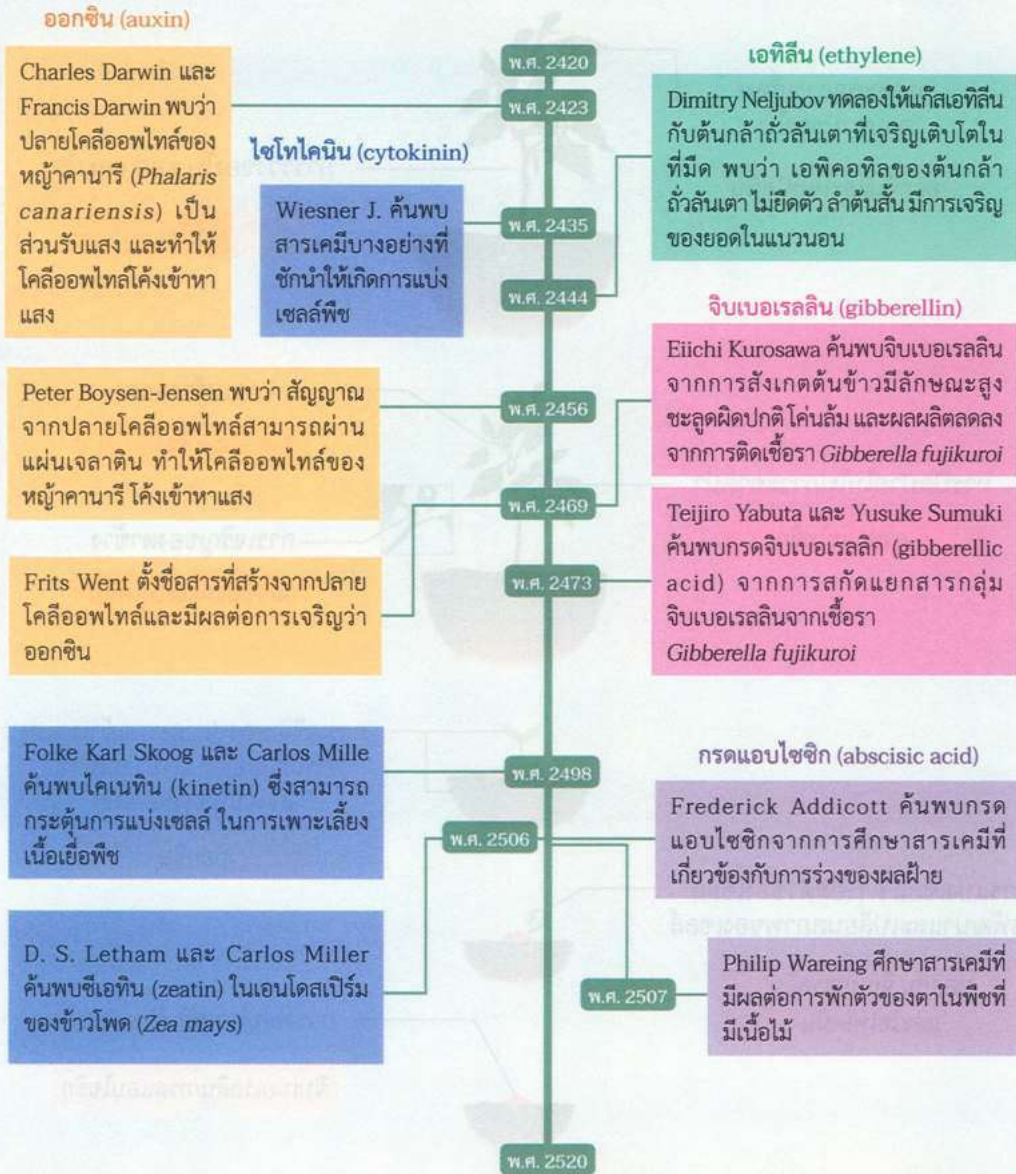 ออกซิน (auxin)
Charles Darwin และ
Francis Darwin พบว่า
ปลายโคลีออพไทล์ของ
หญ้าคานารี (Phalaris
canariensis) เป็น
ส่วนรับแสง และทำให้
โคลีออพไทล์โค้งเข้าหา
แสง
พ.ศ. 2420
พ.ศ. 2423
เอทิลีน (ethylene)
Dimitry Neljubov ทดลองให้แก๊สเอทิลีน
กับต้นกล้าถั่วลันเตาที่เจริญเติบโตใน
ที่มืด พบว่า เอพิคอทิลของต้นกล้า
ถั่วลันเตา ไม่ยืดตัว ลำต้นสั้น มีการเจริญ
ของยอดในแนวนอน
ไซโทไคนิน (cytokinin)
Wiesner J. ค้นพบ
สารเคมีบางอย่างที่
ชักนำให้เกิดการแบ่ง
เซลล์พืช
พ.ศ. 2435
พ.ศ. 2444
จิบเบอเรลลิน (gibberellin)
Eiichi Kurosawa ค้นพบจิบเบอเรลลิน
จากการสังเกตต้นข้าวมีลักษณะสูง
ชะลูดผิดปกติ โค่นล้ม และผลผลิตลดลง
จากการติดเชื้อรา Gibberella fujikuroi
Peter Boysen-Jensen พบว่า สัญญาณ
จากปลายโคลีออพไทล์สามารถผ่าน
แผ่นเจลาติน ทำให้โคลีออพไทล์ของ
หญ้าคานารี โค้งเข้าหาแสง
พ.ศ. 2456
พ.ศ. 2469
Teijiro Yabuta และ Yusuke Sumuki
ค้นพบกรดจิบเบอเรลลิก (gibberellic
acid) จากการสกัดแยกสารกลุ่ม
จิบเบอเรลลินจากเชื้อรา
Gibberella fujikuroi
Frits Went ตั้งชื่อสารที่สร้างจากปลาย
โคลีออพไทล์และมีผลต่อการเจริญว่า
ออกซิน
พ.ศ. 2473
Folke Karl Skoog และ Carlos Mille
ค้นพบไคเนทิน (kinetin) ซึ่งสามารถ
กระตุ้นการแบ่งเซลล์ ในการเพาะเลี้ยง
เนื้อเยื่อพืช
พ.ศ. 2498
กรดแอบไซซิก (abscisic acid)
Frederick Addicott ค้นพบกรด
แอบไซซิกจากการศึกษาสารเคมีที่
เกี่ยวข้องกับการร่วงของผลฝ้าย
พ.ศ. 2506
D. S. Letham และ Carlos Miller
ค้นพบซีเอทิน (zeatin) ในเอนโดสเปิร์ม
ของข้าวโพด (Zea mays)
พ.ศ. 2507
Philip Wareing ศึกษาสารเคมีที่
มีผลต่อการพักตัวของตาในพืชที่
มีเนื้อไม้
พ.ศ. 2520